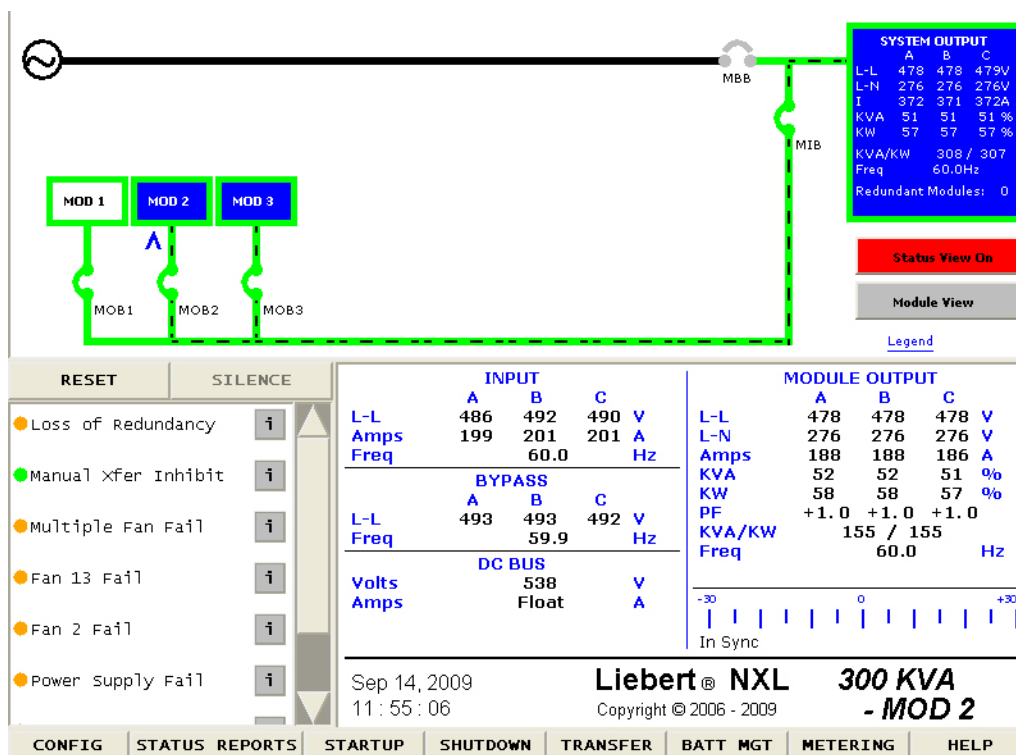 SYSTEM OUTPUT
A B C
L-L 478 478 479V
L-N 276 276 276V
I 372 371 372A
KVA 51 51 51 %
KW 57 57 57 %
KVA/KW 308 / 307
Freq 60.0Hz
Redundant Modules: 0
MBB
MIB
MOD 1 MOD 2 MOD 3
MOB1 MOB2 MOB3
Status View On
Module View
Legend
RESET SILENCE
Loss of Redundancy i
Manual Xfer Inhibit i
Multiple Fan Fail i
Fan 13 Fail i
Fan 2 Fail i
Power Supply Fail i
INPUT
A B C
L-L 486 492 490 V
Amps 199 201 201 A
Freq 60.0 Hz
BYPASS
A B C
L-L 493 493 492 V
Freq 59.9 Hz
DC BUS
Volts 538 V
Amps Float A
MODULE OUTPUT
A B C
L-L 478 478 478 V
L-N 276 276 276 V
Amps 188 188 186 A
KVA 52 52 51 %
KW 58 58 57 %
PF +1.0 +1.0 +1.0
KVA/KW 155 / 155
Freq 60.0 Hz
-30 0 +30
In Sync
Sep 14, 2009
11:55:06
Liebert ® NXL
Copyright © 2006 - 2009
300 KVA
- MOD 2
CONFIG STATUS REPORTS STARTUP SHUTDOWN TRANSFER BATT MGT METERING HELP